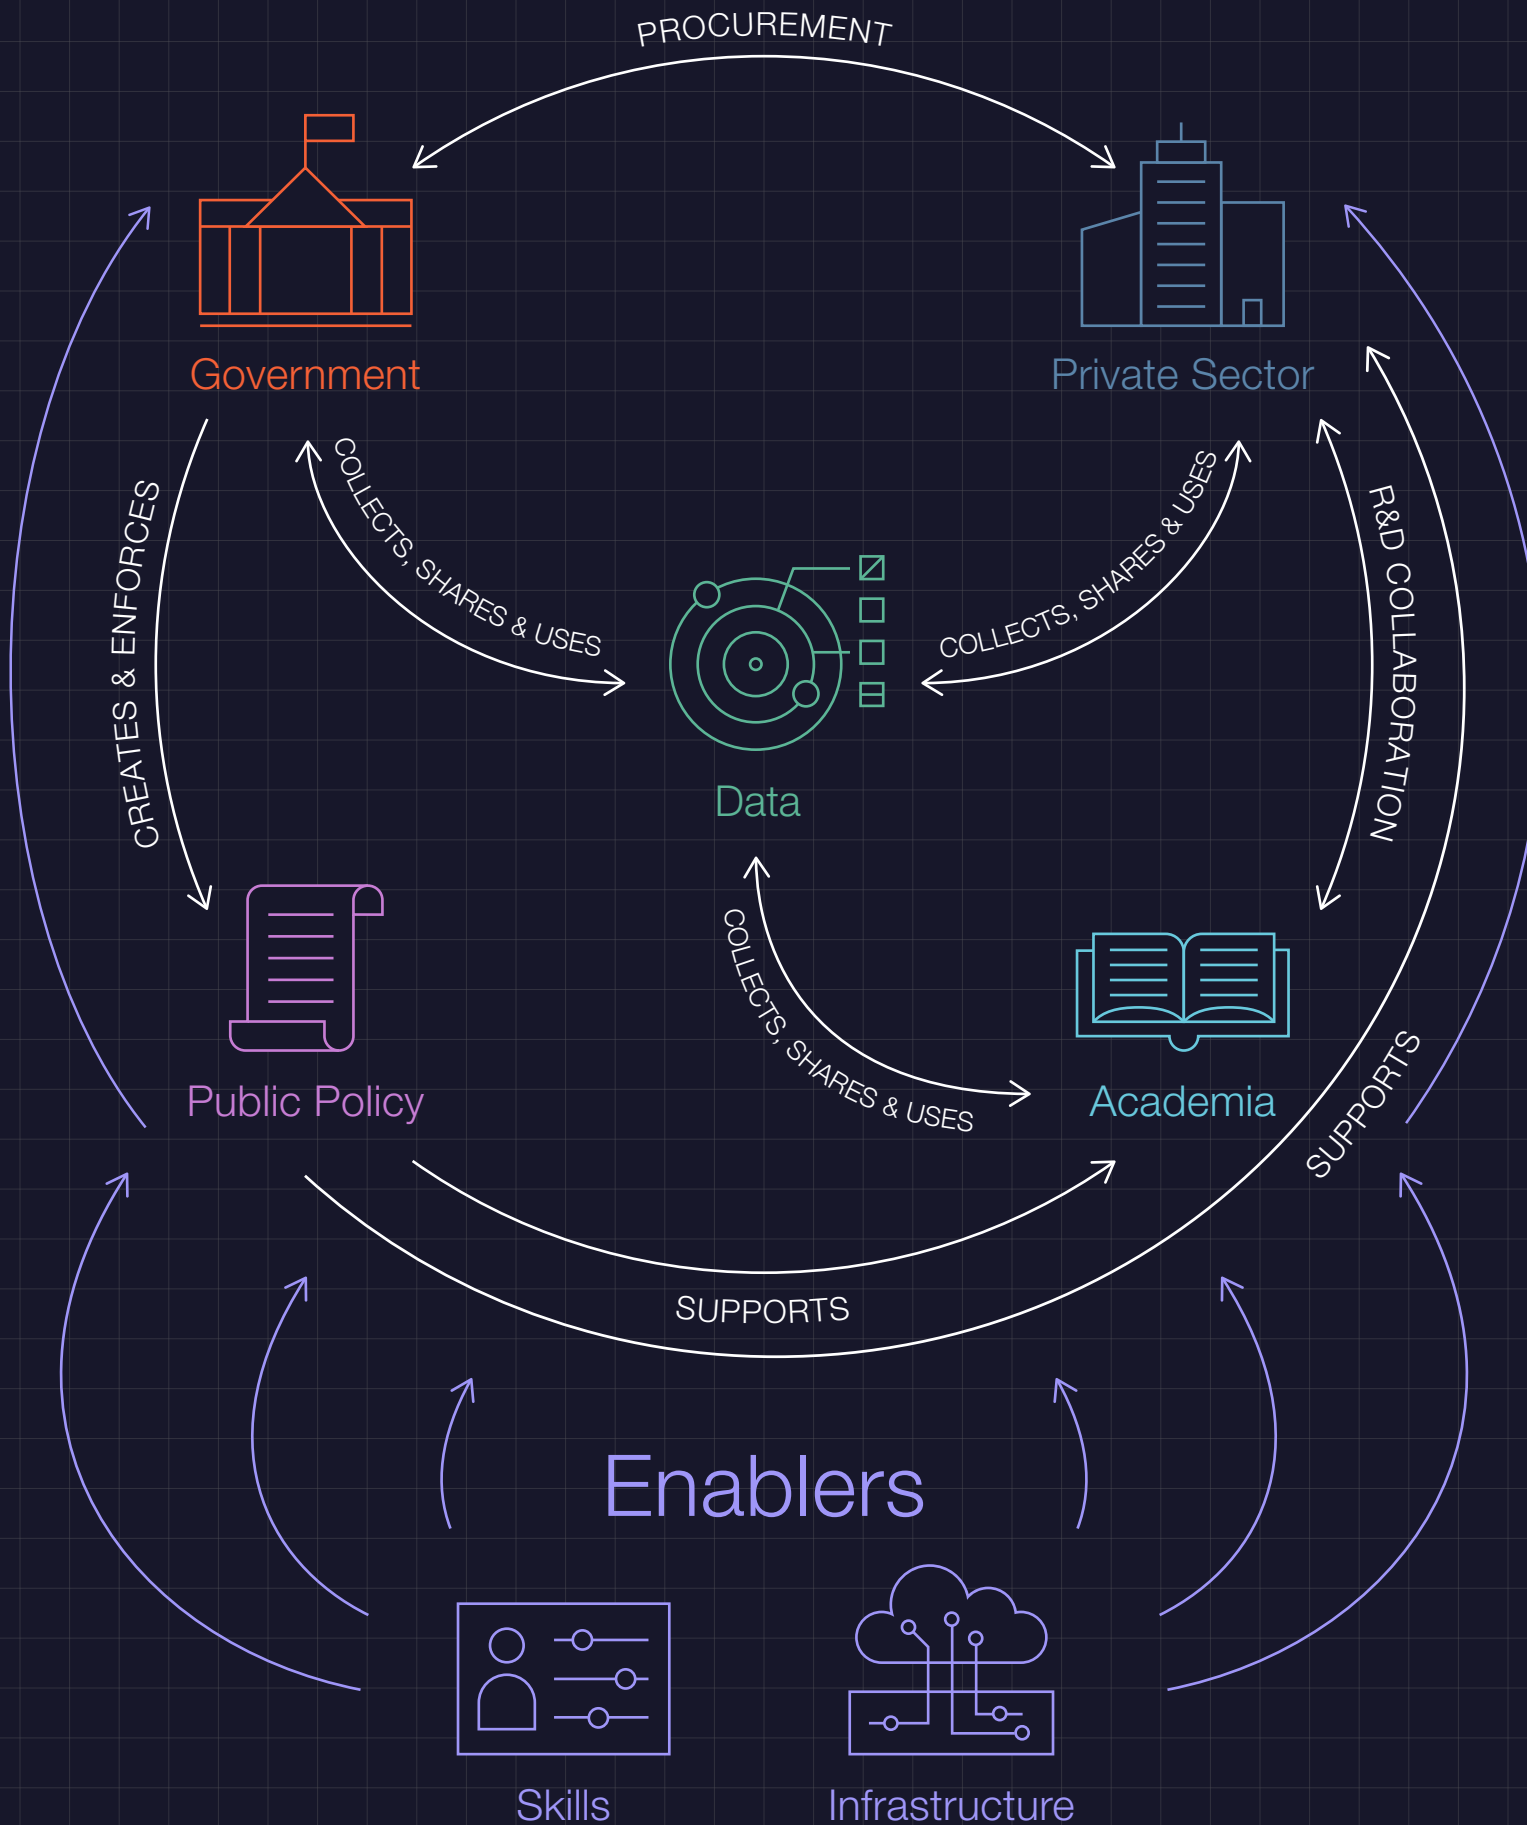 PROCUREMENT
Government
Private Sector
COLLECTS, SHARES & USES
COLLECTS, SHARES & USES
CREATES & ENFORCES
R&D COLLABORATION
Data
COLLECTS, SHARES & USES
Public Policy
Academia
SUPPORTS
SUPPORTS
Enablers
Skills
Infrastructure